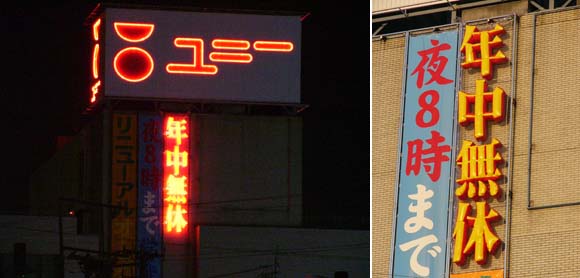 ユニー
年中無休
夜8時まで
リニューアル
年中無休
夜8時まで